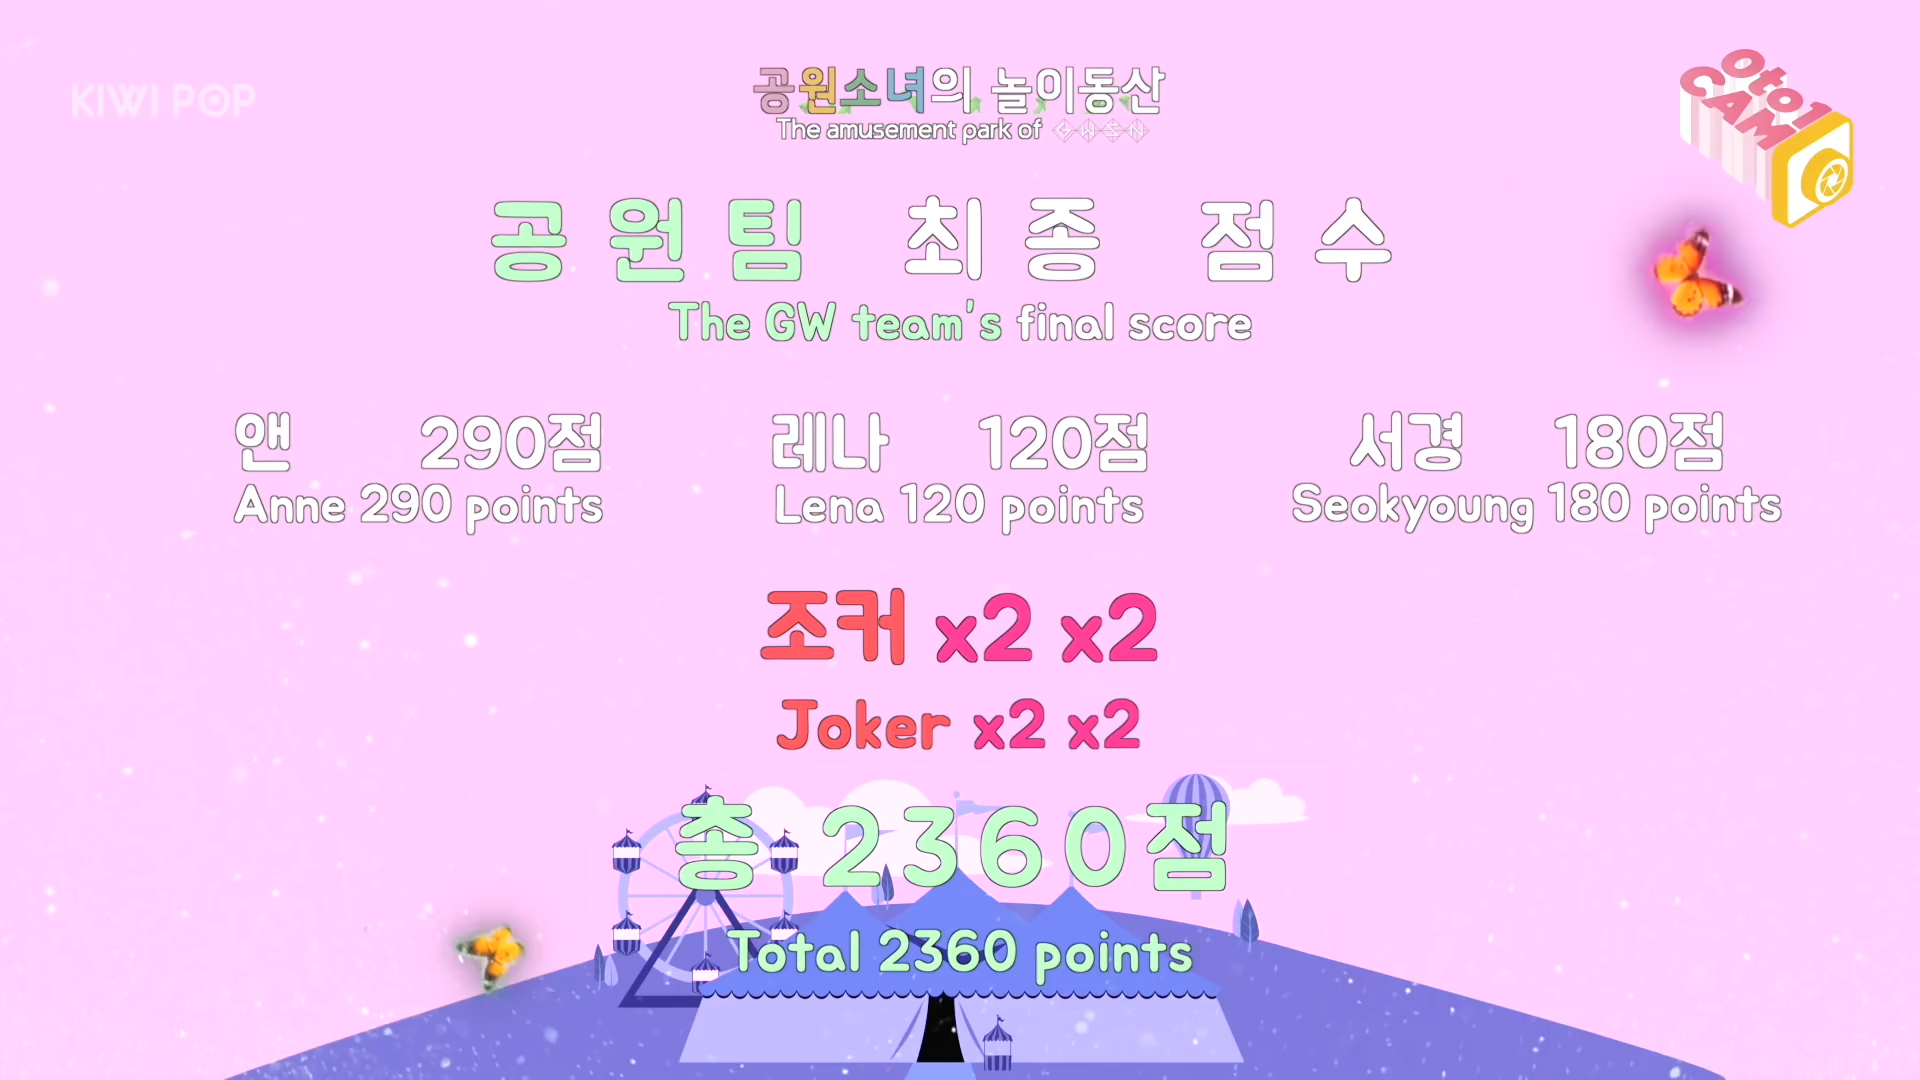 KIWI POP
공원소녀의 놀이동산
The amusement park of GWSN
oto1
CAM
공원팀 최종 점수
The GW team's final score
앤 290점
Anne 290 points
레나 120점
Lena 120 points
서경 180점
Seokyoung 180 points
조커 x2 x2
Joker x2 x2
총 2360점
Total 2360 points